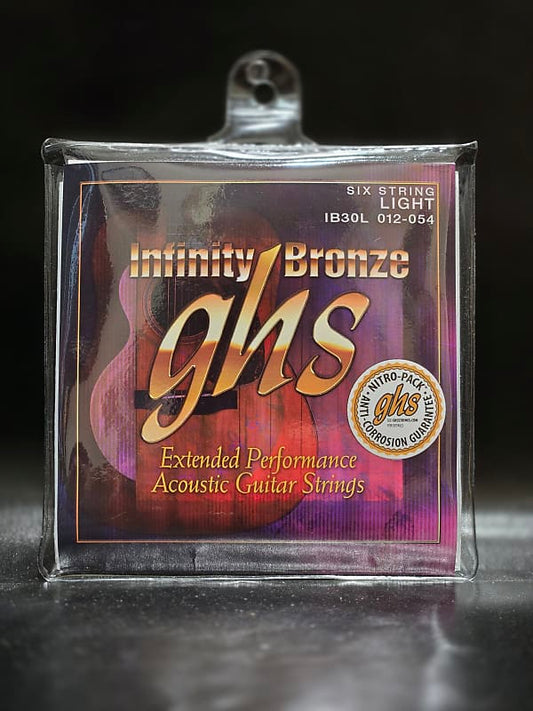 SIX STRING
LIGHT
IB30L 012-054
Infinity Bronze
ghs
NITRO-PACK
ghs
ANTI-CORROSION GUARANTEE
Extended Performance
Acoustic Guitar Strings